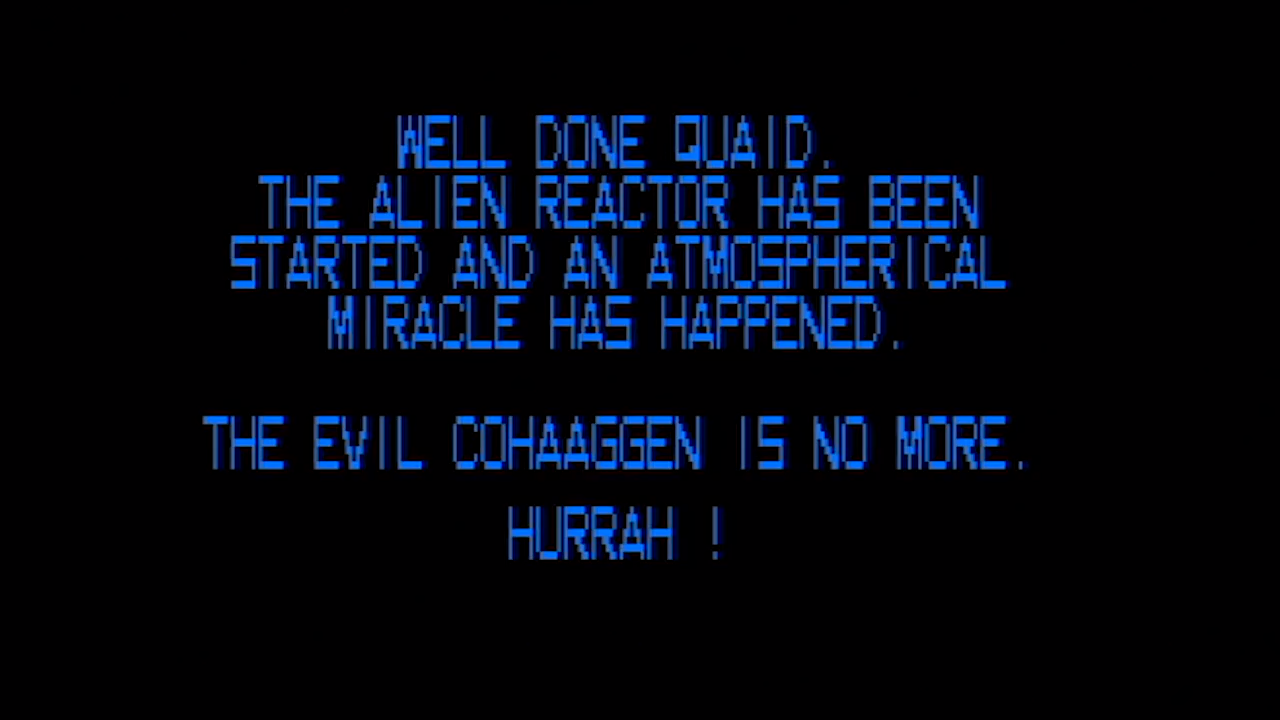 WELL DONE QUAID.
THE ALIEN REACTOR HAS BEEN
STARTED AND AN ATMOSPHERICAL
MIRACLE HAS HAPPENED.
THE EVIL COHAAGGEN IS NO MORE.
HURRAH !